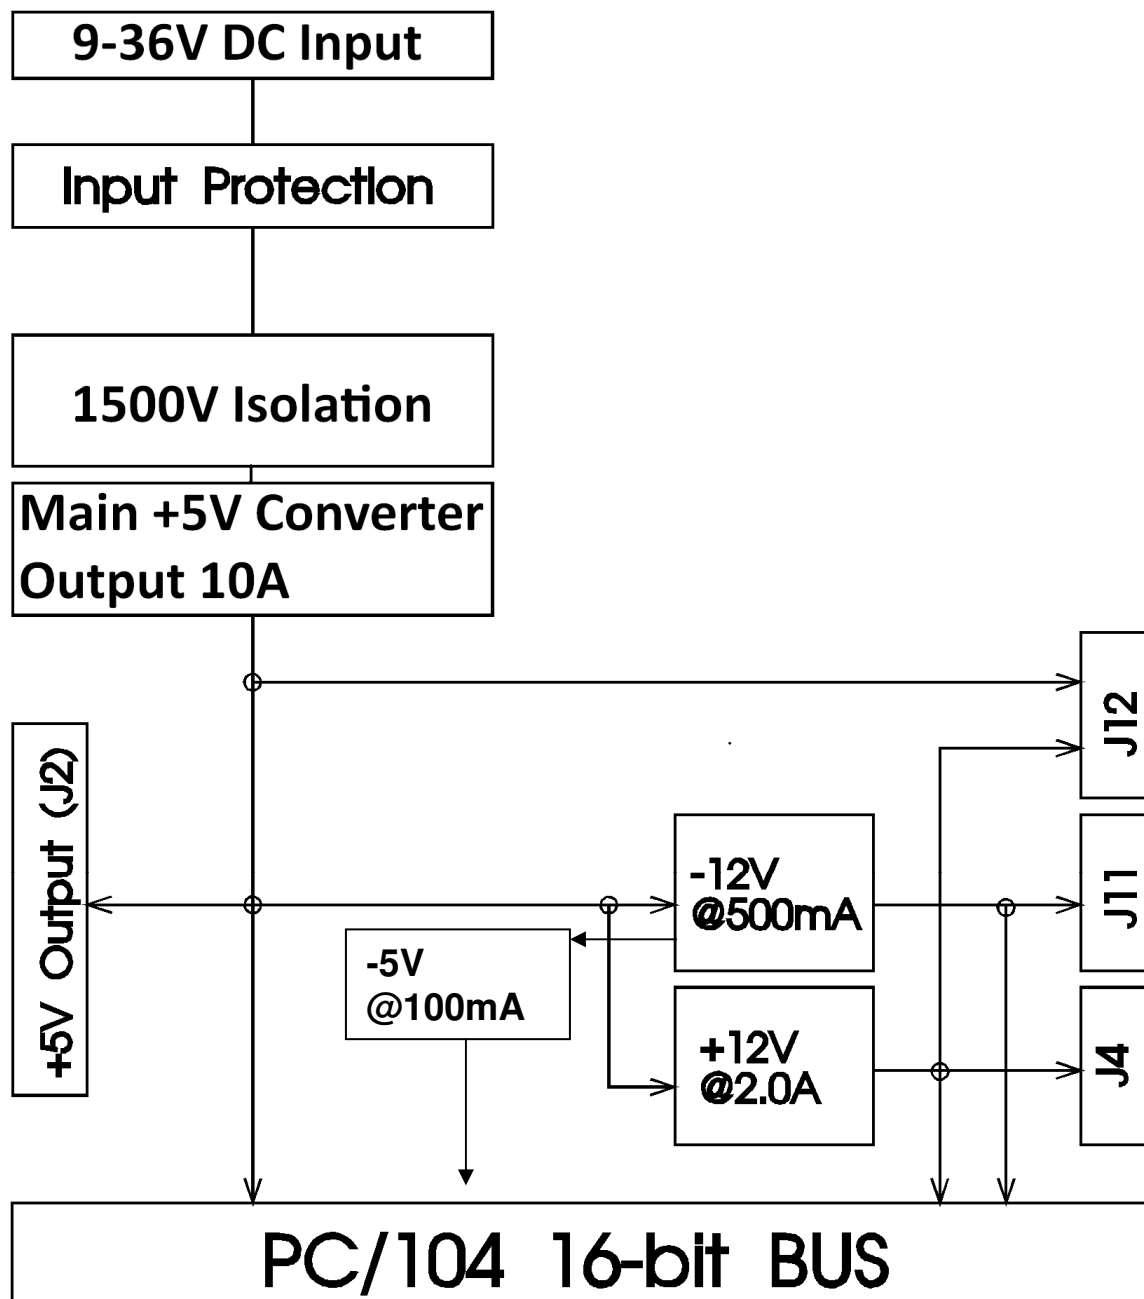 9-36V DC Input
Input Protection
1500V Isolation
Main +5V Converter
Output 10A
J12
+5V Output (J2)
-12V
@500mA
J11
-5V
@100mA
+12V
@2.0A
J4
PC/104 16-bit BUS